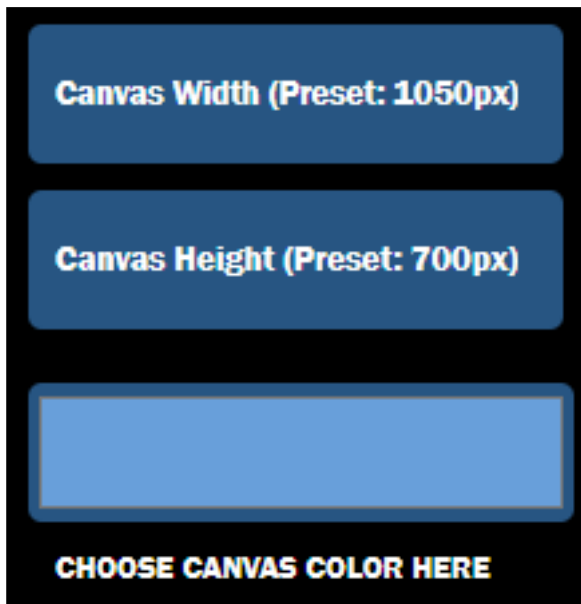 Canvas Width (Preset: 1050px)
Canvas Height (Preset: 700px)
CHOOSE CANVAS COLOR HERE